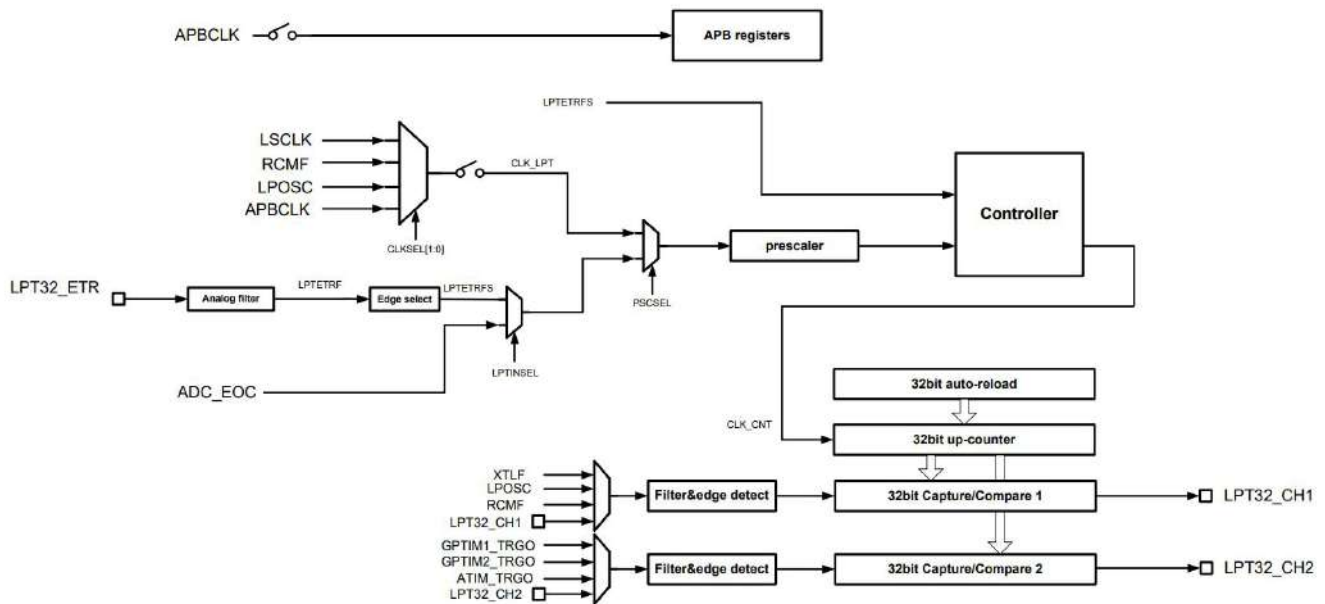 APBCLK
APB registers
LPTETRFS
LSCLK
RCMF
LPOSC
APBCLK
CLK_LPT
CLKSEL[1:0]
Controller
prescaler
LPT32_ETR
Analog filter
LPTETRF
Edge select
LPTETRFS
PSCSEL
LPTINSEL
ADC_EOC
32bit auto-reload
CLK_CNT
32bit up-counter
XTLF
LPOSC
RCMF
LPT32_CH1
Filter&edge detect
32bit Capture/Compare 1
LPT32_CH1
GPTIM1_TRGO
GPTIM2_TRGO
ATIM_TRGO
LPT32_CH2
Filter&edge detect
32bit Capture/Compare 2
LPT32_CH2